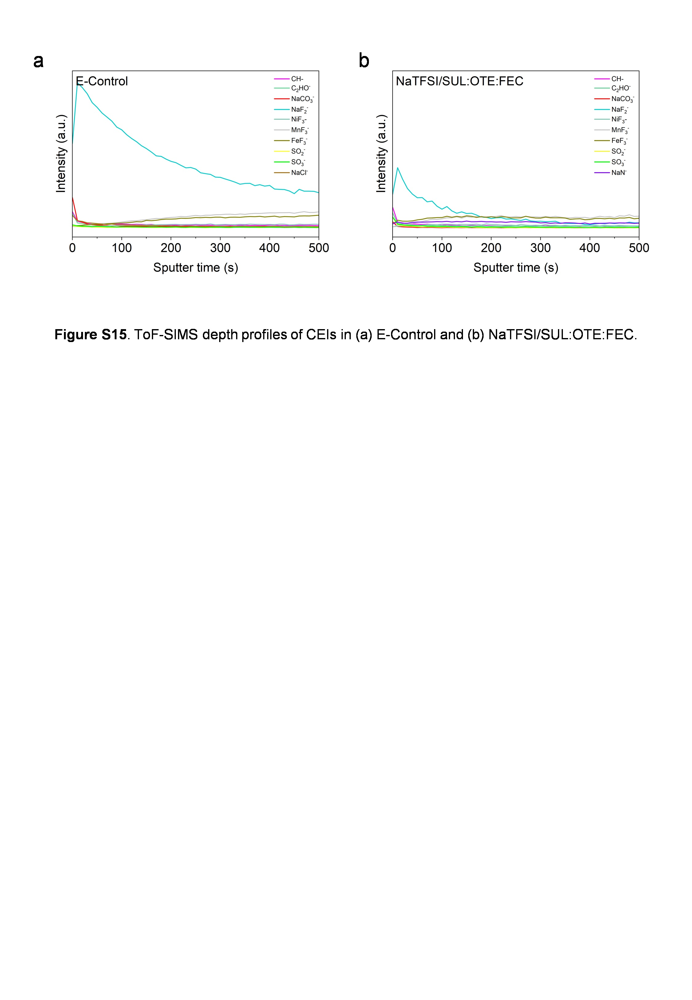 a
E-Control
CH-
C₂HO⁻
NaCO₃⁻
NaF₂⁻
NiF₃-
MnF₃⁻
FeF₃⁻
SO₂⁻
SO₃⁻
NaCl⁻
Intensity (a.u.)
0 100 200 300 400 500
Sputter time (s)
b
NaTFSI/SUL:OTE:FEC
CH-
C₂HO⁻
NaCO₃⁻
NaF₂⁻
NiF₃-
MnF₃⁻
FeF₃⁻
SO₂⁻
SO₃⁻
NaN⁻
Intensity (a.u.)
0 100 200 300 400 500
Sputter time (s)
Figure S15. ToF-SIMS depth profiles of CEIs in (a) E-Control and (b) NaTFSI/SUL:OTE:FEC.